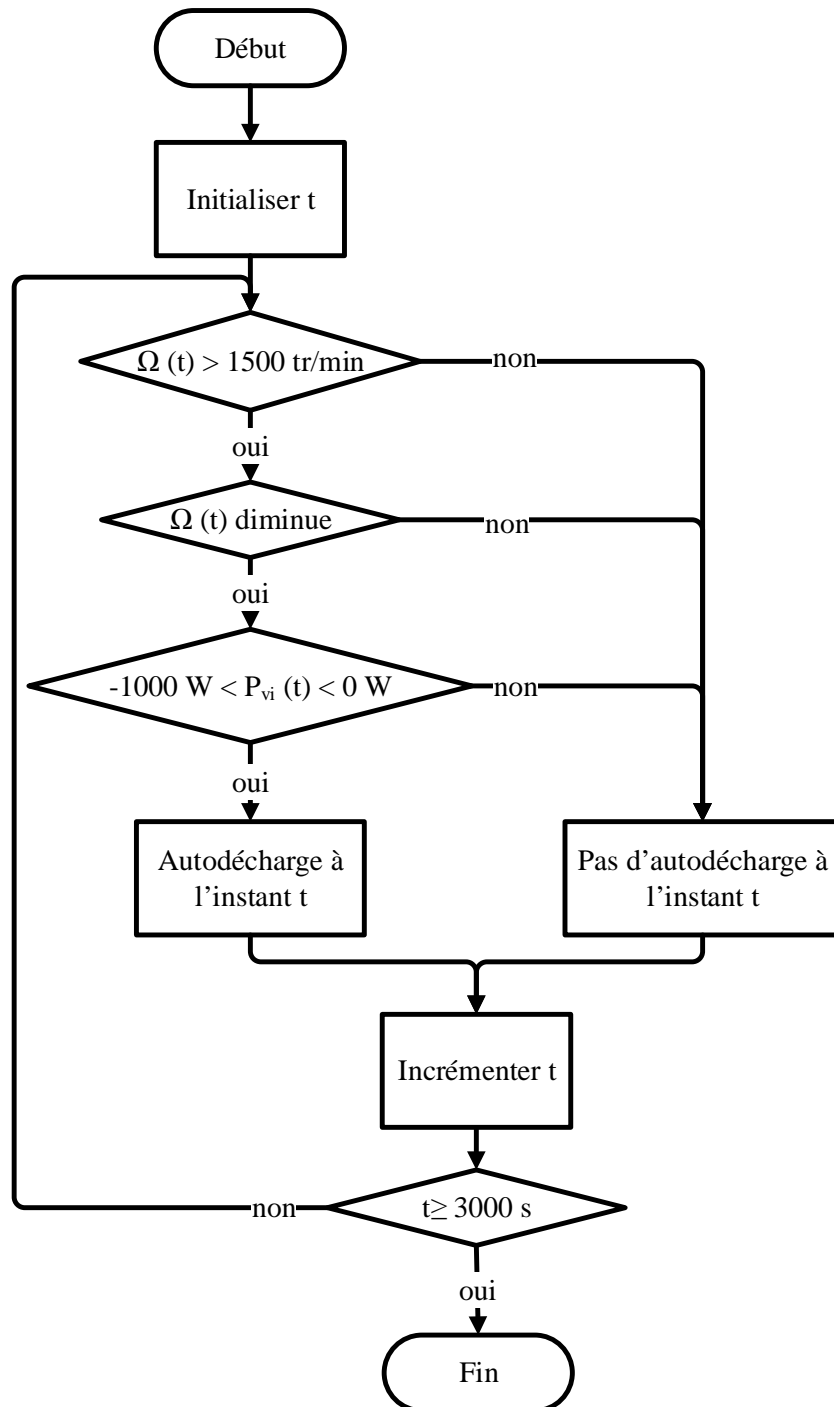 Début
Initialiser t
Ω (t) > 1500 tr/min
non
oui
Ω (t) diminue
non
oui
-1000 W < Pvi (t) < 0 W
non
oui
Autodécharge à
l’instant t
Pas d’autodécharge à
l’instant t
Incrémenter t
t≥ 3000 s
non
oui
Fin